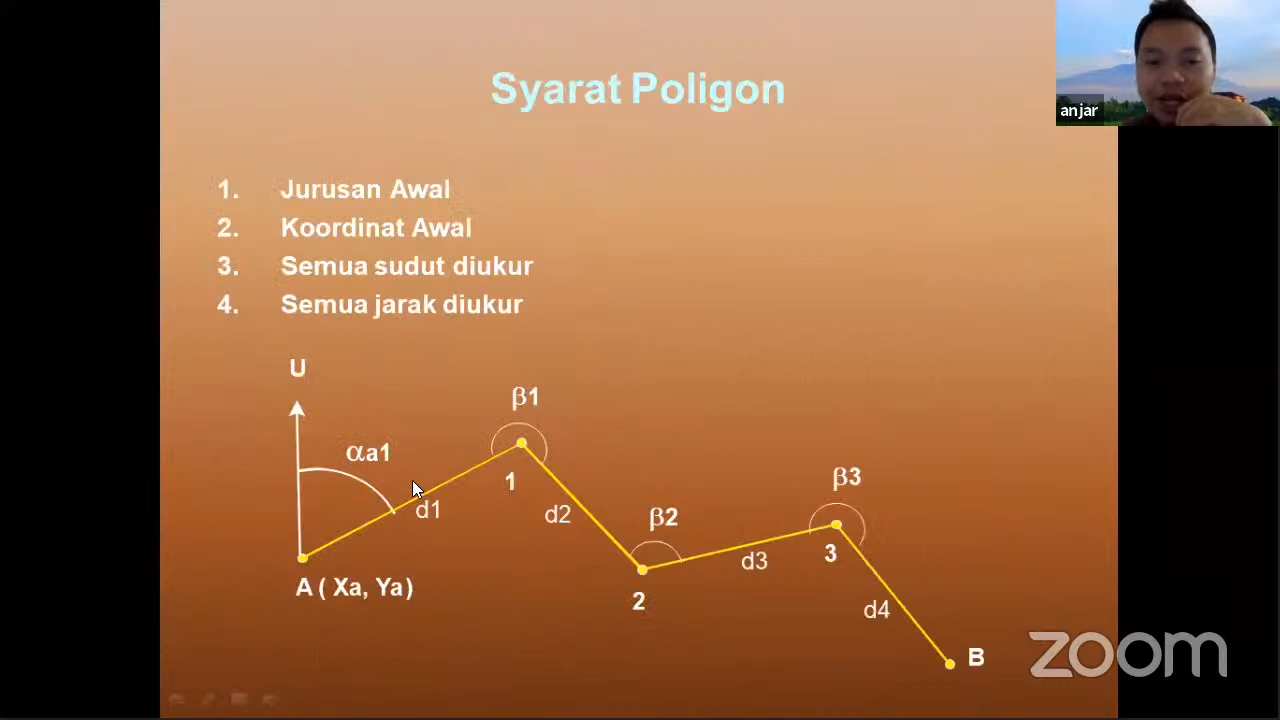 Syarat Poligon
anjar
1. Jurusan Awal
2. Koordinat Awal
3. Semua sudut diukur
4. Semua jarak diukur
U
β1
αa1
β3
1
d1
d2
β2
3
d3
A ( Xa, Ya)
2
d4
B
zoom